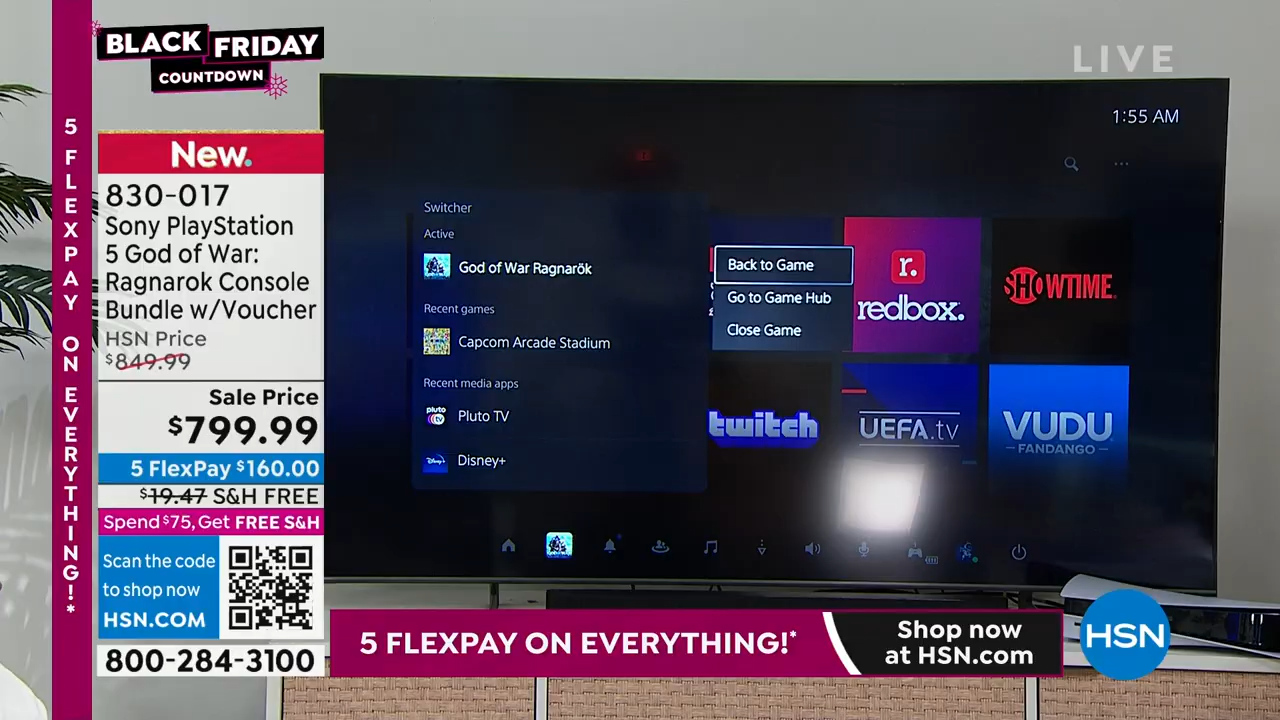 BLACK FRIDAY
COUNTDOWN
5 FLEXPAY ON EVERYTHING!*
New.
830-017
Sony PlayStation
5 God of War:
Ragnarok Console
Bundle w/Voucher
HSN Price
$849.99
Sale Price
$799.99
5 FlexPay $160.00
$19.47 S&H FREE
Spend $75, Get FREE S&H
Scan the code
to shop now
HSN.COM
800-284-3100
LIVE
1:55 AM
Switcher
Active
God of War Ragnarök
Recent games
Capcom Arcade Stadium
Recent media apps
pluto tv
Pluto TV
Disney+
Disney+
Back to Game
Go to Game Hub
Close Game
r.
redbox.
SHOWTIME
twitch
UEFA.tv
VUDU
FANDANGO
5 FLEXPAY ON EVERYTHING!*
Shop now
at HSN.com
HSN